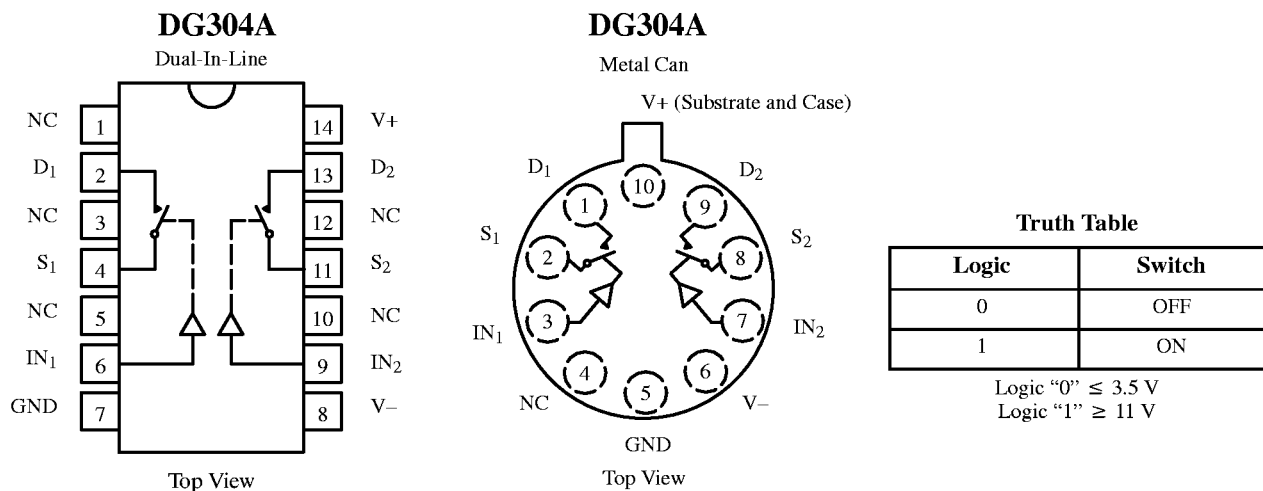 DG304A
Dual-In-Line
NC 1 14 V+
D1 2 13 D2
NC 3 12 NC
S1 4 11 S2
NC 5 10 NC
IN1 6 9 IN2
GND 7 8 V–
Top View
DG304A
Metal Can
V+ (Substrate and Case)
D1 10 D2
1 9
S1 S2
2 8
3 7
IN1 IN2
4 6
5
NC V–
GND
Top View
Truth Table
Logic Switch
0 OFF
1 ON
Logic “0” ≤ 3.5 V
Logic “1” ≥ 11 V